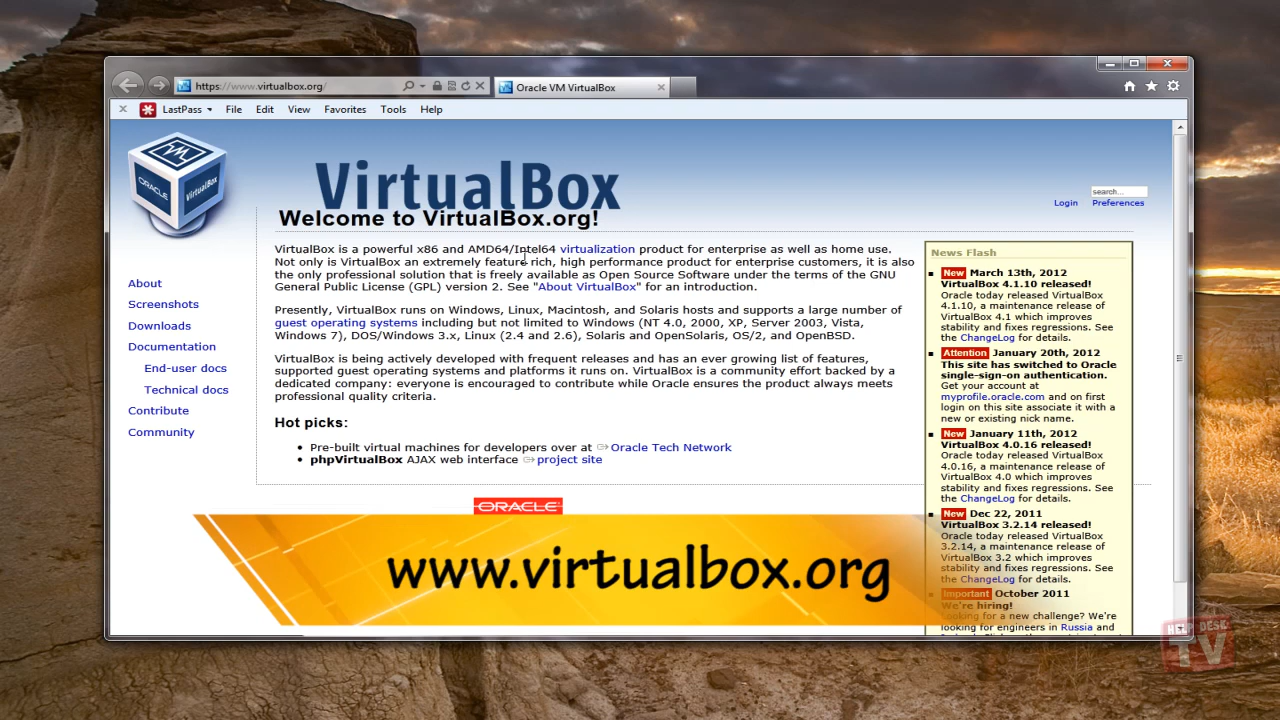 https://www.virtualbox.org/
Oracle VM VirtualBox
LastPass
File
Edit
View
Favorites
Tools
Help
ORACLE
VirtualBox
VirtualBox
search...
Login
Preferences
Welcome to VirtualBox.org!
About
Screenshots
Downloads
Documentation
End-user docs
Technical docs
Contribute
Community
VirtualBox is a powerful x86 and AMD64/Intel64 virtualization product for enterprise as well as home use.
Not only is VirtualBox an extremely feature rich, high performance product for enterprise customers, it is also
the only professional solution that is freely available as Open Source Software under the terms of the GNU
General Public License (GPL) version 2. See "About VirtualBox" for an introduction.
Presently, VirtualBox runs on Windows, Linux, Macintosh, and Solaris hosts and supports a large number of
guest operating systems including but not limited to Windows (NT 4.0, 2000, XP, Server 2003, Vista,
Windows 7), DOS/Windows 3.x, Linux (2.4 and 2.6), Solaris and OpenSolaris, OS/2, and OpenBSD.
VirtualBox is being actively developed with frequent releases and has an ever growing list of features,
supported guest operating systems and platforms it runs on. VirtualBox is a community effort backed by a
dedicated company: everyone is encouraged to contribute while Oracle ensures the product always meets
professional quality criteria.
Hot picks:
Pre-built virtual machines for developers over at Oracle Tech Network
phpVirtualBox AJAX web interface project site
News Flash
New March 13th, 2012
VirtualBox 4.1.10 released!
Oracle today released VirtualBox
4.1.10, a maintenance release of
VirtualBox 4.1 which improves
stability and fixes regressions. See
the ChangeLog for details.
Attention January 20th, 2012
This site has switched to Oracle
single-sign-on authentication.
Get your account at
myprofile.oracle.com and on first
login on this site associate it with a
new or existing nick name.
New January 11th, 2012
VirtualBox 4.0.16 released!
Oracle today released VirtualBox
4.0.16, a maintenance release of
VirtualBox 4.0 which improves
stability and fixes regressions. See
the ChangeLog for details.
New Dec 22, 2011
VirtualBox 3.2.14 released!
Oracle today released VirtualBox
3.2.14, a maintenance release of
VirtualBox 3.2 which improves
stability and fixes regressions. See
the ChangeLog for details.
Important October 2011
We're hiring!
Looking for a new challenge? We're
looking for engineers in Russia and
ORACLE
www.virtualbox.org
HELP DESK
TV